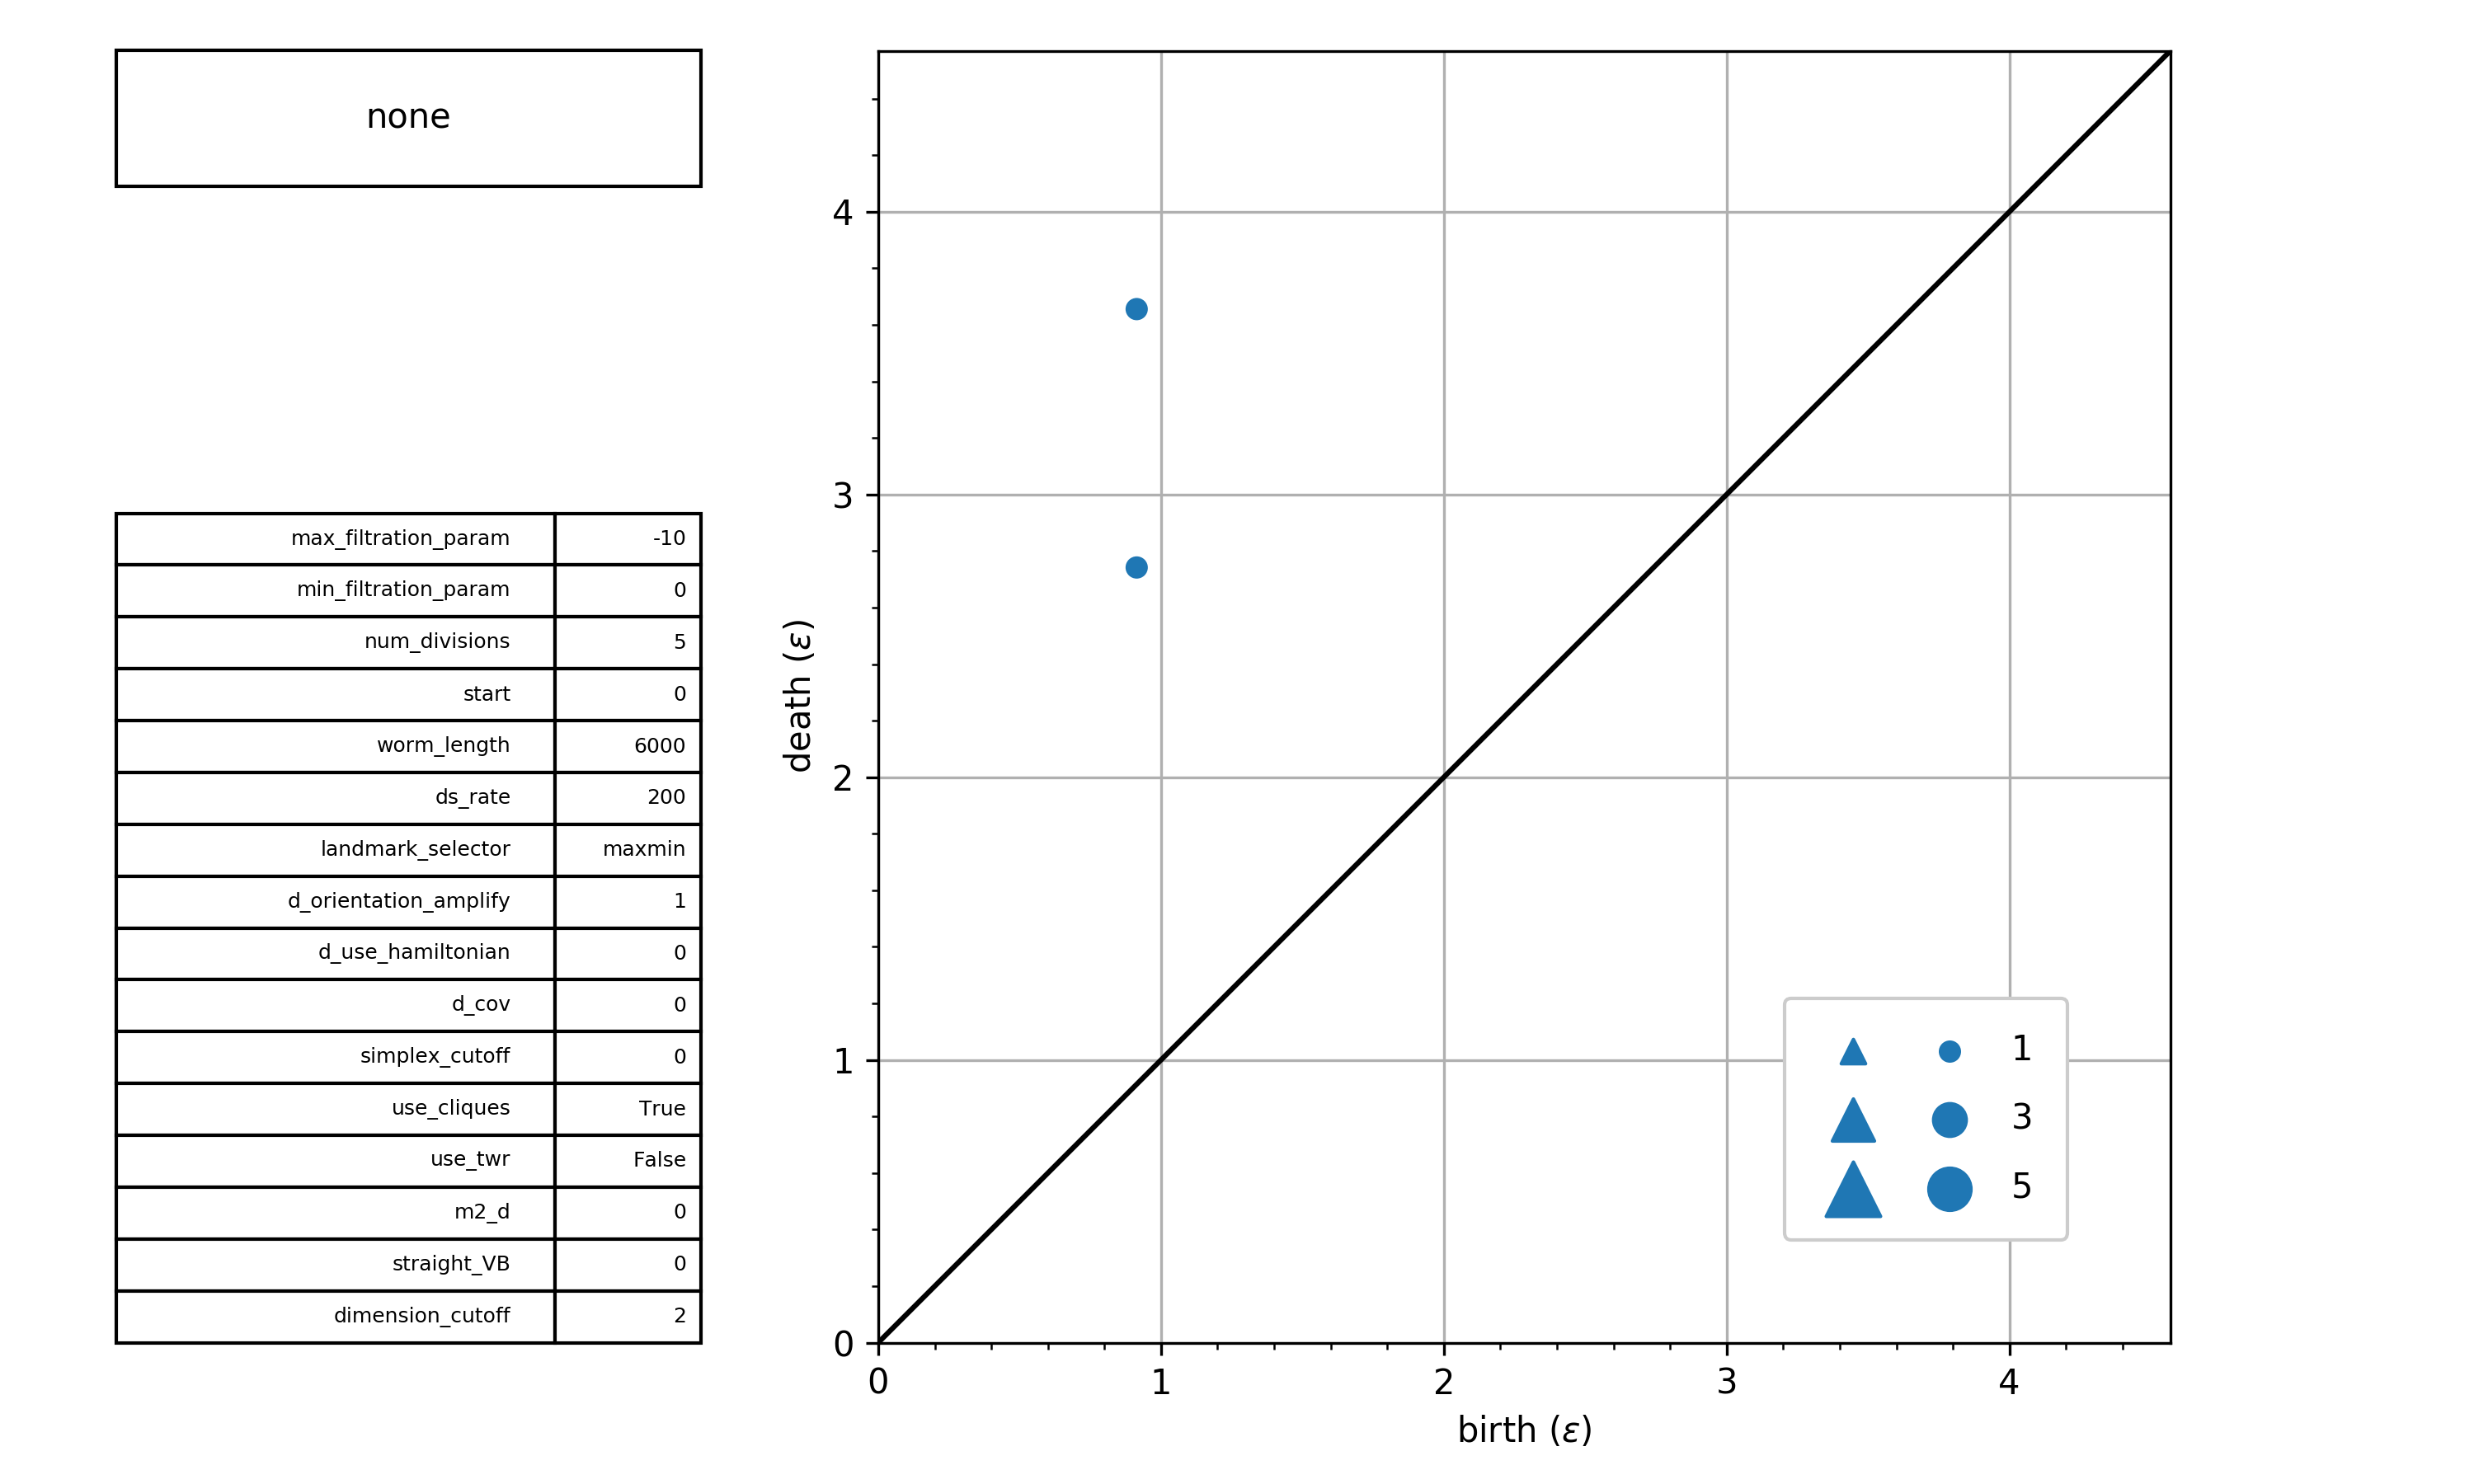 none
max_filtration_param -10
min_filtration_param 0
num_divisions 5
start 0
worm_length 6000
ds_rate 200
landmark_selector maxmin
d_orientation_amplify 1
d_use_hamiltonian 0
d_cov 0
simplex_cutoff 0
use_cliques True
use_twr False
m2_d 0
straight_VB 0
dimension_cutoff 2
death (ε)
4
3
2
1
0
0 1 2 3 4
birth (ε)
1
3
5